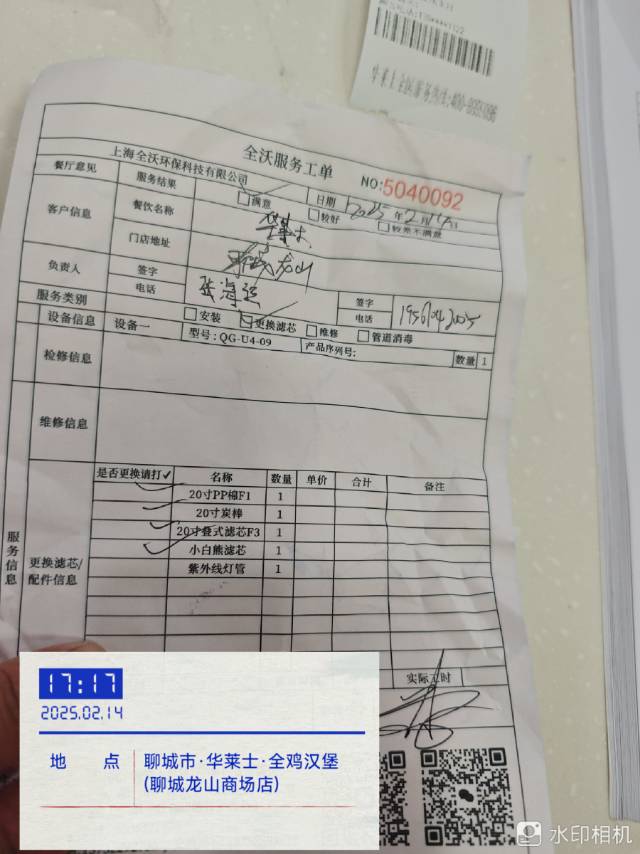 全沃服务工单
上海全沃环保科技有限公司
NO:5040092
餐厅意见 服务结果 满意 较好 较差不满意
日期 2025年2月14日
客户信息 餐饮名称 华莱士
门店地址 聊城龙山
负责人 签字 张海运 签字
电话 电话
服务类别 安装 更换滤芯 维修 管道消毒
设备信息 设备一 型号:QG-U4-09 产品序列号: 数量 1
检修信息
维修信息
服务信息
更换滤芯/配件信息
是否更换请打✓ 名称 数量 单价 合计 备注
✓ 20寸PP棉F1 1
✓ 20寸炭棒 1
✓ 20寸叠式滤芯F3 1
✓ 小白熊滤芯 1
紫外线灯管 1
实际工时
17:17
2025.02.14
地 点 聊城市·华莱士·全鸡汉堡
(聊城龙山商场店)
水印相机